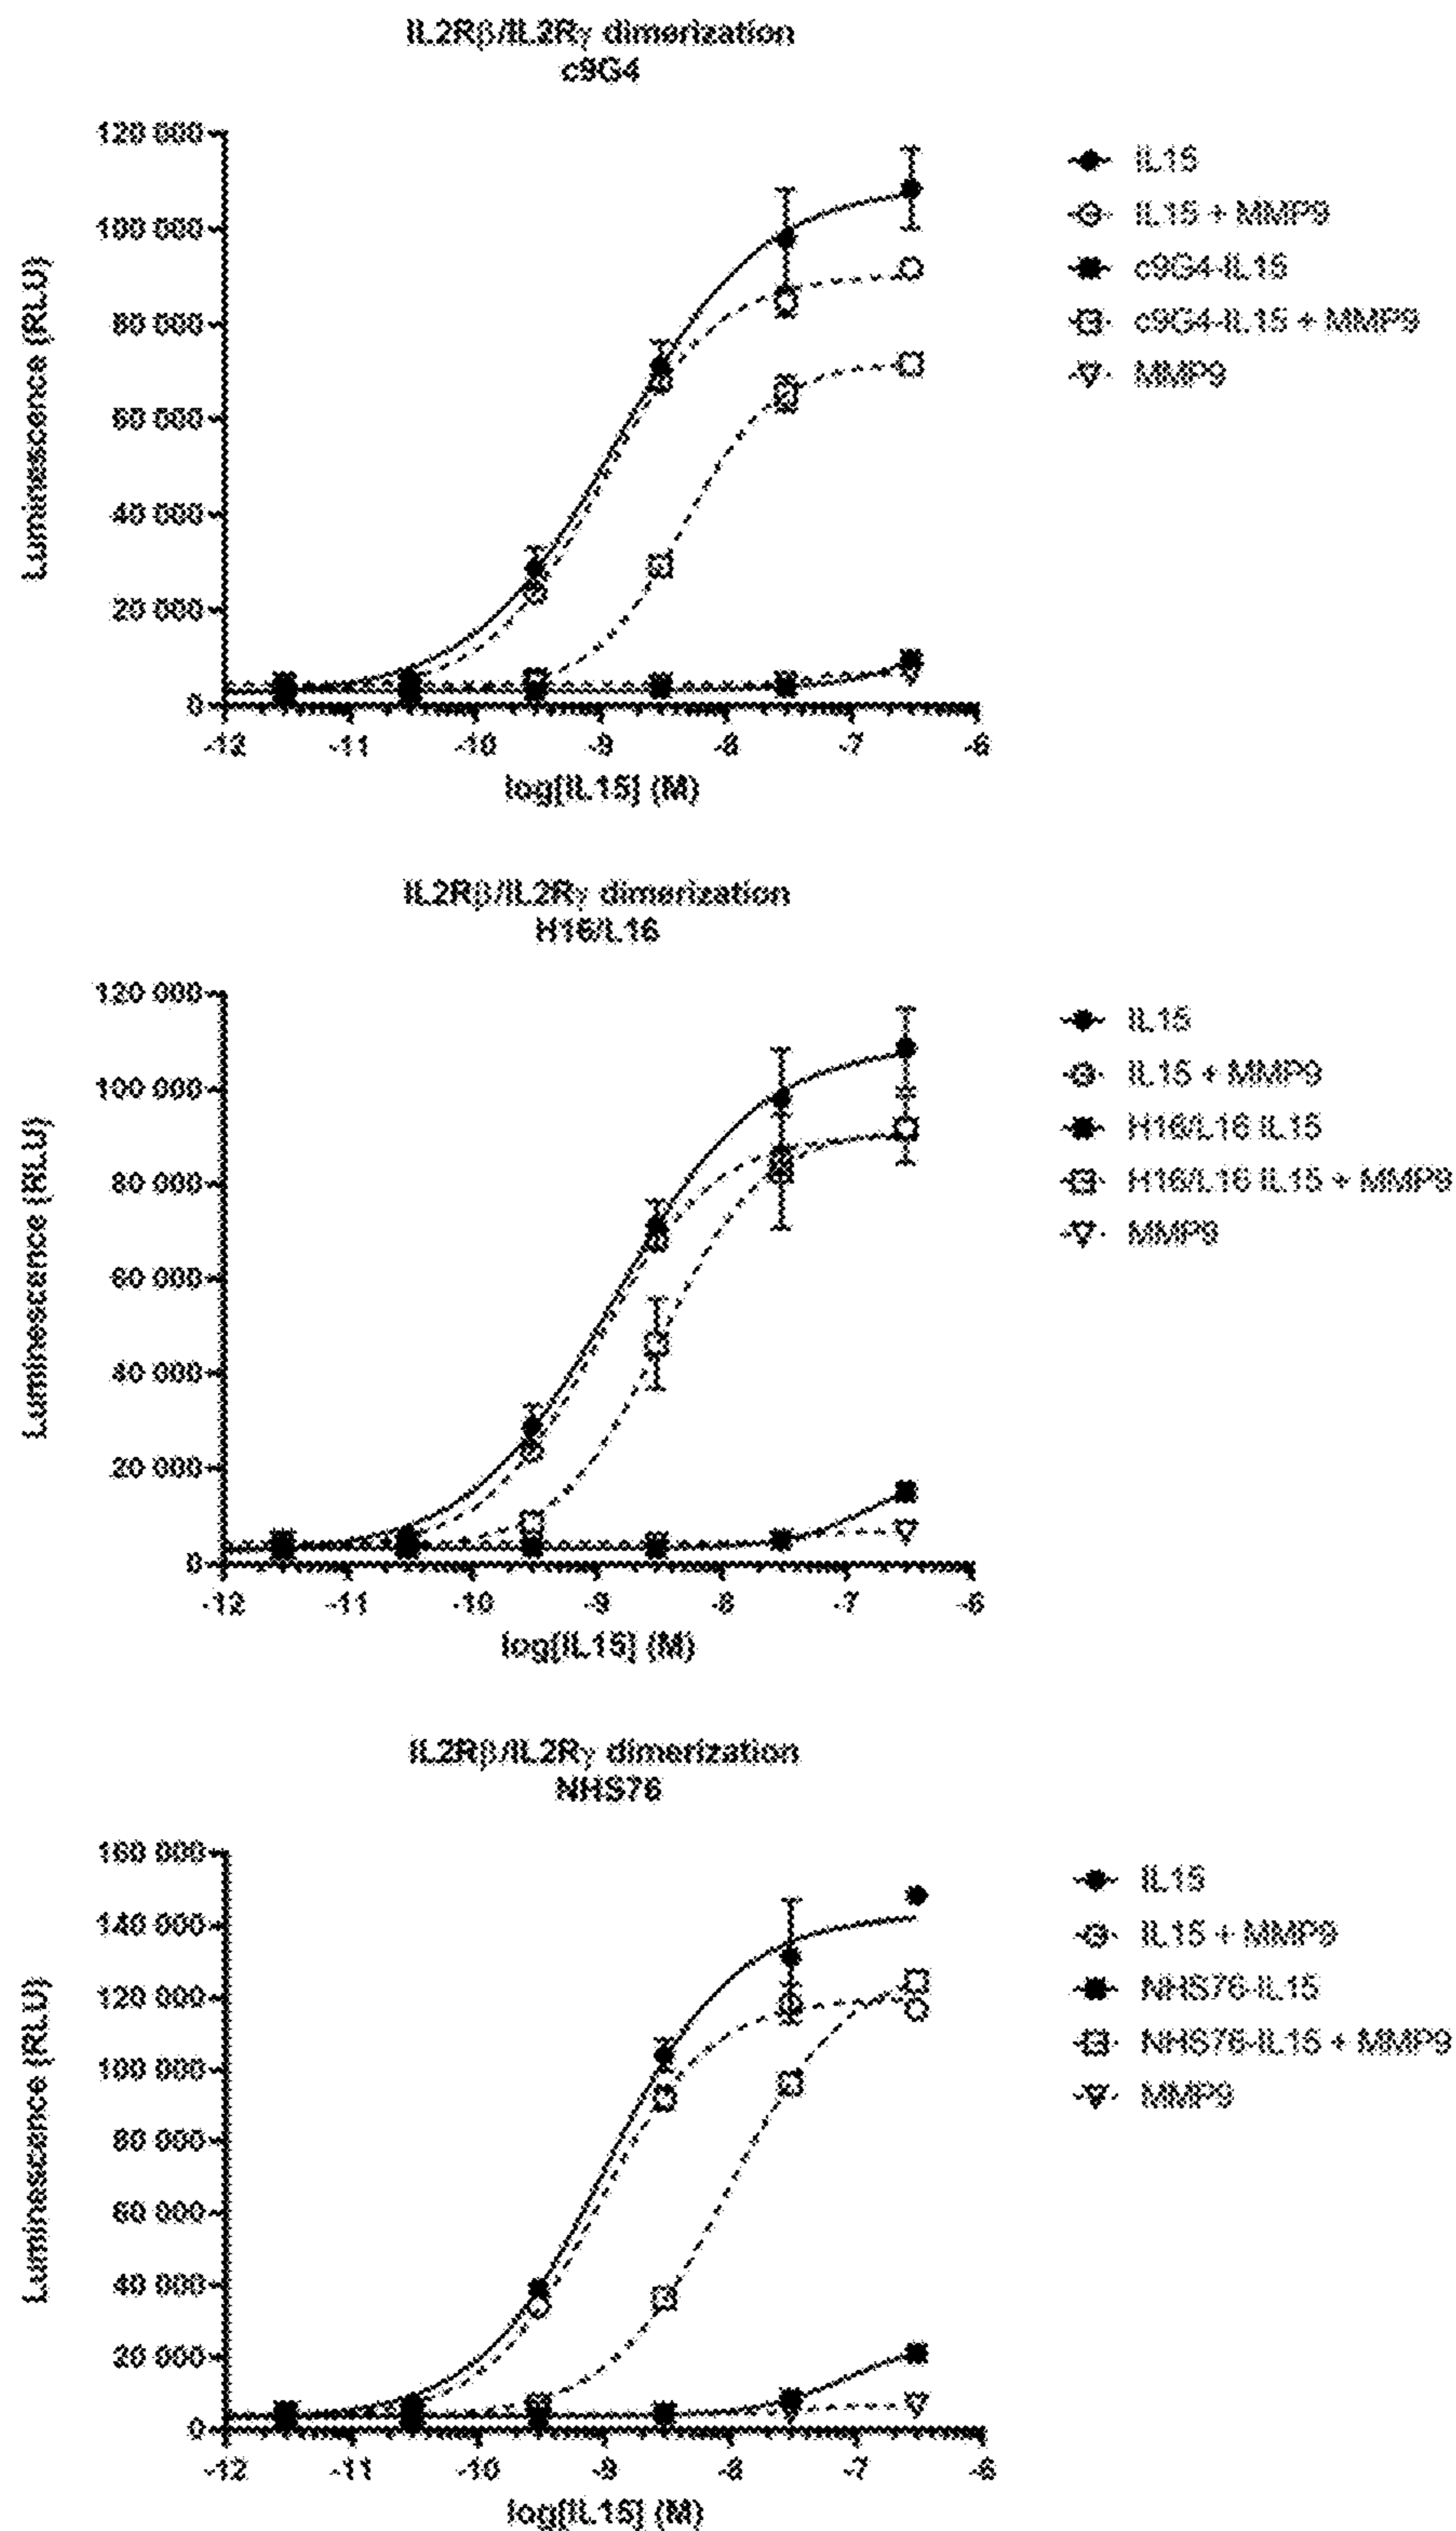 IL2Rβ/IL2Rγ dimerization
c9G4
Luminescence (RLU)
120 000
100 000
80 000
60 000
40 000
20 000
0
-12 -11 -10 -9 -8 -7 -6
log[IL15] (M)
IL15
IL15 + MMP9
c9G4-IL15
c9G4-IL15 + MMP9
MMP9
IL2Rβ/IL2Rγ dimerization
H16/L16
Luminescence (RLU)
120 000
100 000
80 000
60 000
40 000
20 000
0
-12 -11 -10 -9 -8 -7 -6
log[IL15] (M)
IL15
IL15 + MMP9
H16/L16 IL15
H16/L16 IL15 + MMP9
MMP9
IL2Rβ/IL2Rγ dimerization
NHS76
Luminescence (RLU)
160 000
140 000
120 000
100 000
80 000
60 000
40 000
20 000
0
-12 -11 -10 -9 -8 -7 -6
log[IL15] (M)
IL15
IL15 + MMP9
NHS76-IL15
NHS76-IL15 + MMP9
MMP9